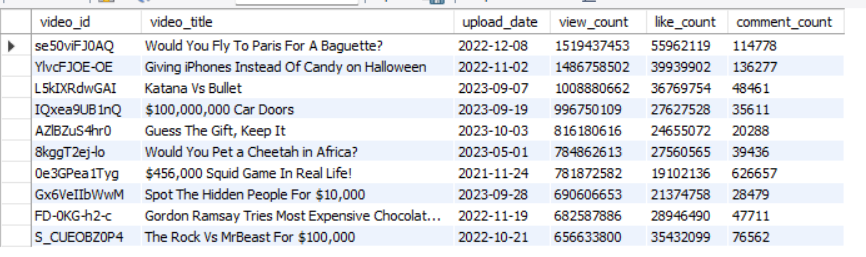 video_id video_title upload_date view_count like_count comment_count
se50viFJ0AQ Would You Fly To Paris For A Baguette? 2022-12-08 1519437453 55962119 114778
YlvcFJOE-OE Giving iPhones Instead Of Candy on Halloween 2022-11-02 1486758502 39939902 136277
L5kIXRdwGAI Katana Vs Bullet 2023-09-07 1008880662 36769754 48461
IQxea9UB1nQ $100,000,000 Car Doors 2023-09-19 996750109 27627528 35611
AZlBZuS4hr0 Guess The Gift, Keep It 2023-10-03 816180616 24655072 20288
8kggT2ej-lo Would You Pet a Cheetah in Africa? 2023-05-01 784862613 27560565 39436
0e3GPea1Tyg $456,000 Squid Game In Real Life! 2021-11-24 781872582 19102136 626657
Gx6VeIIbWwM Spot The Hidden People For $10,000 2023-09-28 690606653 21374758 28479
FD-0KG-h2-c Gordon Ramsay Tries Most Expensive Chocolat... 2022-11-19 682587886 28946490 47711
S_CUEOBZ0P4 The Rock Vs MrBeast For $100,000 2022-10-21 656633800 35432099 76562